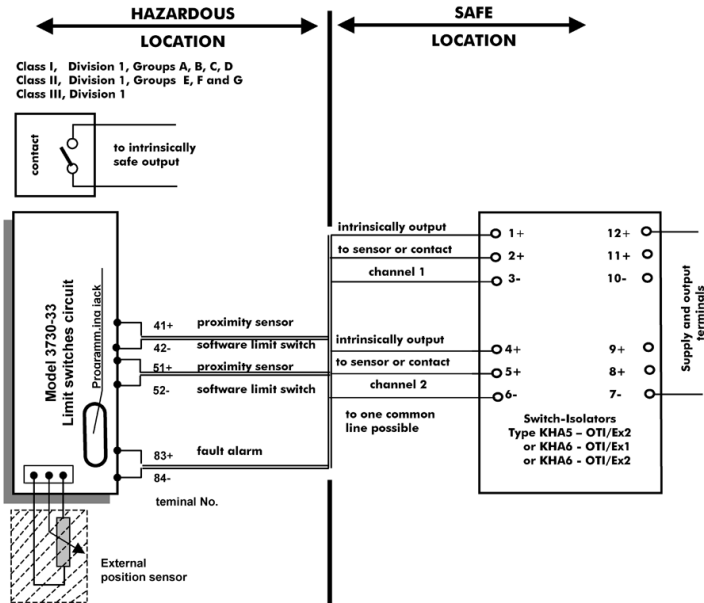 HAZARDOUS
LOCATION
SAFE
LOCATION
Class I, Division 1, Groups A, B, C, D
Class II, Division 1, Groups E, F and G
Class III, Division 1
contact
to intrinsically
safe output
Model 3730-33
Limit switches circuit
Programm.ing jack
41+ proximity sensor
42- software limit switch
51+ proximity sensor
52- software limit switch
83+ fault alarm
84-
teminal No.
External
position sensor
intrinsically output
to sensor or contact
channel 1
intrinsically output
to sensor or contact
channel 2
to one common
line possible
1+
2+
3-
4+
5+
6-
12+
11+
10-
9+
8+
7-
Switch-Isolators
Type KHA5 – OTI/Ex2
or KHA6 - OTI/Ex1
or KHA6 - OTI/Ex2
Supply and output
terminals